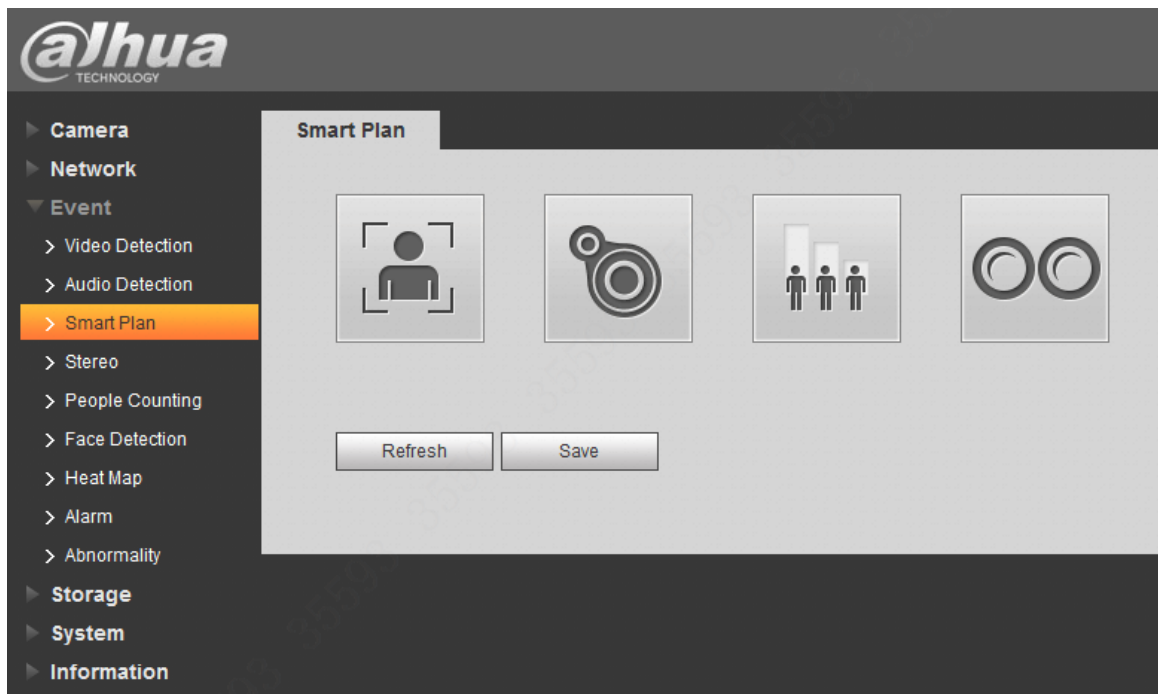 alhua
TECHNOLOGY
Camera
Smart Plan
Network
Event
Video Detection
Audio Detection
Smart Plan
Stereo
People Counting
Face Detection
Refresh
Save
Heat Map
Alarm
Abnormality
Storage
System
Information